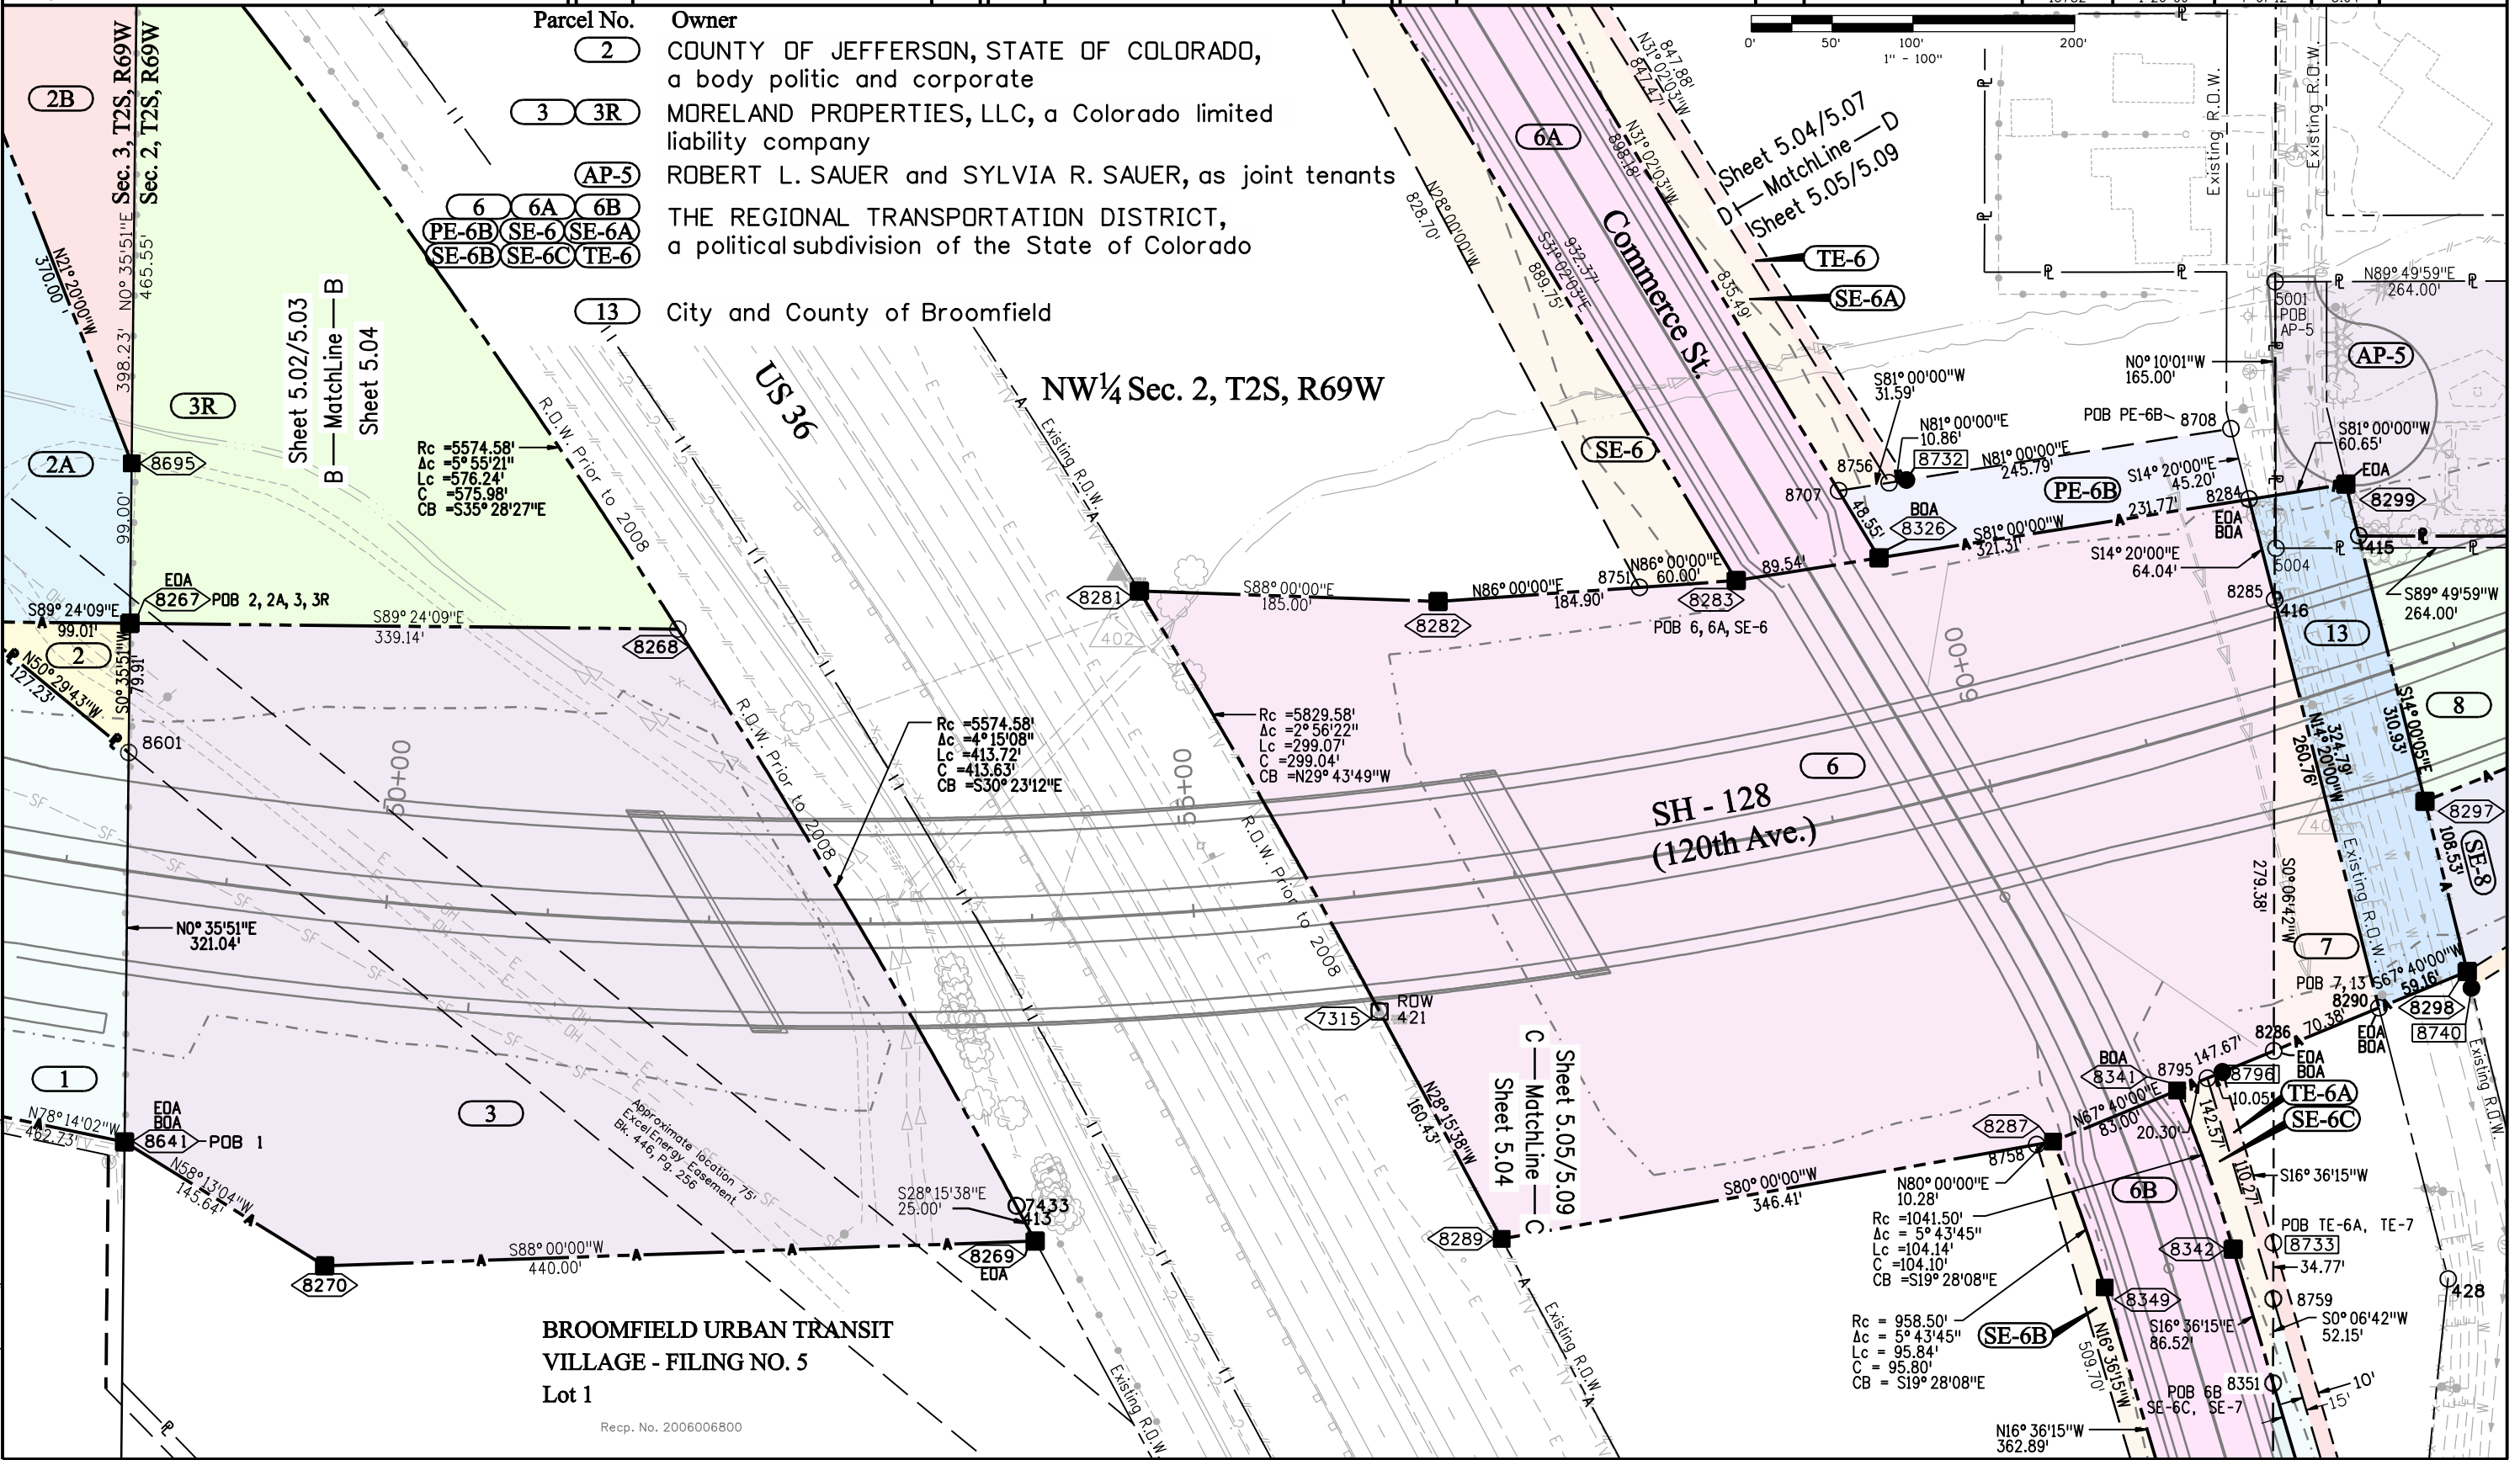 Parcel No. Owner
2 COUNTY OF JEFFERSON, STATE OF COLORADO,
a body politic and corporate
3 3R MORELAND PROPERTIES, LLC, a Colorado limited
liability company
AP-5 ROBERT L. SAUER and SYLVIA R. SAUER, as joint tenants
6 6A 6B
PE-6B SE-6 SE-6A
SE-6B SE-6C TE-6
THE REGIONAL TRANSPORTATION DISTRICT,
a political subdivision of the State of Colorado
13 City and County of Broomfield
0' 50' 100' 200'
1" - 100"
2B
Sec. 3, T2S, R69W
Sec. 2, T2S, R69W
N21° 20'00"W
370.00'
N0° 35'51"E
465.55'
398.23'
3R
Sheet 5.02/5.03
B MatchLine B
Sheet 5.04
2A
8695
99.00'
EOA
8267 POB 2, 2A, 3, 3R
S89° 24'09"E
99.01'
S89° 24'09"E
339.14'
8268
2
N50° 29'43"W
127.23'
S0° 35'51"W
79.91'
8601
Rc =5574.58'
Δc =5° 55'21"
Lc =576.24'
C =575.98'
CB =S35° 28'27"E
R.O.W. Prior to 2008
US 36
NW¼ Sec. 2, T2S, R69W
Existing R.O.W.
8281
402
S88° 00'00"E
185.00'
8282
N86° 00'00"E
184.90'
8751
N86° 00'00"E
60.00'
8283
POB 6, 6A, SE-6
89.54'
6A
Commerce St.
N28° 00'00"W
828.70'
S31° 02'03"E
889.75'
932.37'
898.18'
N31° 02'03"W
835.49'
847.47'
N31° 02'03"W
847.88'
Sheet 5.04/5.07
D MatchLine D
Sheet 5.05/5.09
TE-6
SE-6A
SE-6
S81° 00'00"W
31.59'
N81° 00'00"E
10.86'
8732
8756
8707
48.55'
BOA
8326
N81° 00'00"E
245.79'
PE-6B
231.77'
S81° 00'00"W
321.31'
POB PE-6B 8708
S14° 20'00"E
45.20'
8284
EOA
BOA
S14° 20'00"E
64.04'
8285
416
5004
Existing R.O.W.
Existing R.O.W.
5001
POB
AP-5
N89° 49'59"E
264.00'
N0° 10'01"W
165.00'
AP-5
S81° 00'00"W
60.65'
EOA
8299
415
S89° 49'59"W
264.00'
13
8
S14° 00'05"E
310.93'
324.79'
N14° 20'00"W
260.76'
8297
108.53'
SE-8
50+00
55+00
60+00
Rc =5574.58'
Δc =4° 15'08"
Lc =413.72'
C =413.63'
CB =S30° 23'12"E
R.O.W. Prior to 2008
Rc =5829.58'
Δc =2° 56'22"
Lc =299.07'
C =299.04'
CB =N29° 43'49"W
R.O.W. Prior to 2008
6
SH - 128
(120th Ave.)
279.38'
S0° 06'42"W
Existing R.O.W.
7
POB 7, 13
8290
S67° 40'00"W
59.16'
8298
8740
EOA
BOA
70.38'
8286
EOA
BOA
147.67'
8796
8795
10.05'
BOA
8341
TE-6A
SE-6C
N0° 35'51"E
321.04'
1
N78° 14'02"W
462.73'
EOA
BOA
8641 POB 1
N58° 13'04"W
145.64'
8270
3
Approximate location 75'
Excel Energy Easement
Bk. 446, Pg. 256
S88° 00'00"W
440.00'
S28° 15'38"E
25.00'
7433
413
8269
EOA
7315
ROW
421
N28° 15'38"W
160.43'
Sheet 5.04
C MatchLine C
Sheet 5.05/5.09
8289
S80° 00'00"W
346.41'
8287
8758
N67° 40'00"E
83.00'
20.30'
142.57'
N80° 00'00"E
10.28'
Rc =1041.50'
Δc = 5° 43'45"
Lc =104.14'
C =104.10'
CB =S19° 28'08"E
6B
110.27'
S16° 36'15"W
POB TE-6A, TE-7
8733
34.77'
8342
8349
8759
S0° 06'42"W
52.15'
Rc = 958.50'
Δc = 5° 43'45"
Lc = 95.84'
C = 95.80'
CB = S19° 28'08"E
SE-6B
S16° 36'15"E
86.52'
8351
POB 6B
SE-6C, SE-7
10'
15'
N16° 36'15"W
509.70'
N16° 36'15"W
362.89'
428
Existing R.O.W.
Existing R.O.W.
Existing R.O.W.
BROOMFIELD URBAN TRANSIT
VILLAGE - FILING NO. 5
Lot 1
Recp. No. 2006006800